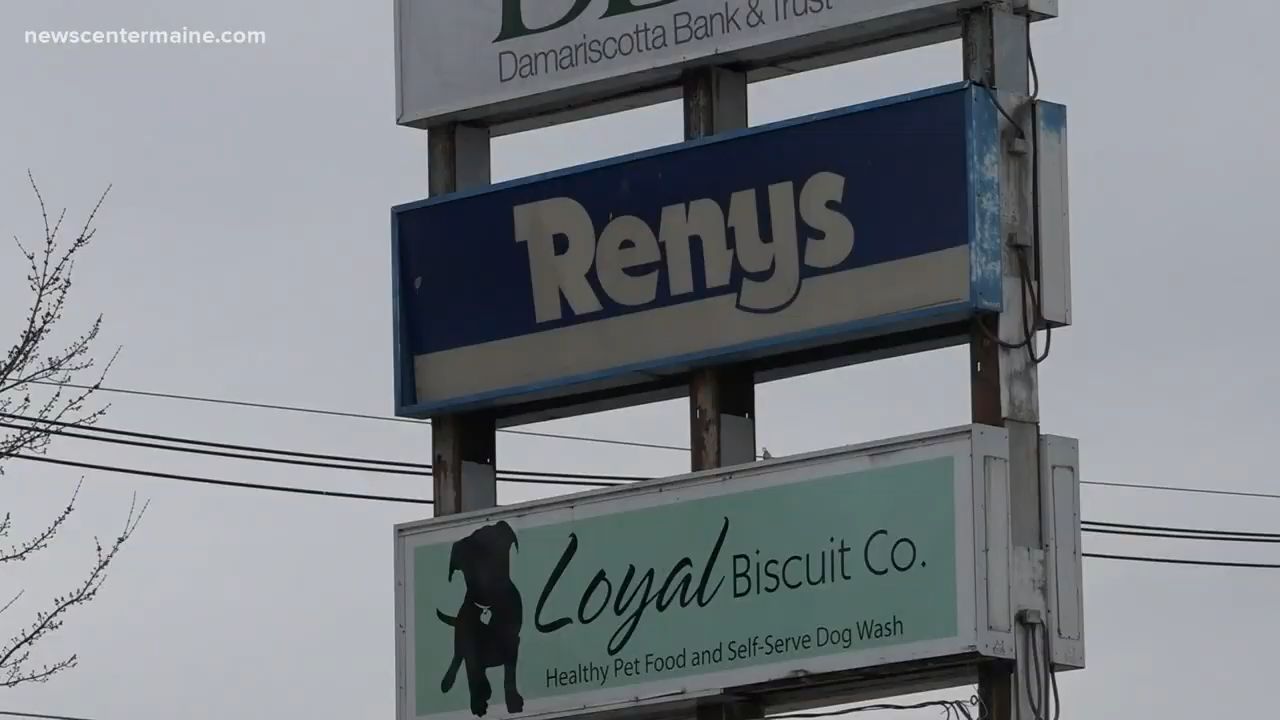 newscentermaine.com
Damariscotta Bank & Trust
Renys
Loyal Biscuit Co.
Healthy Pet Food and Self-Serve Dog Wash